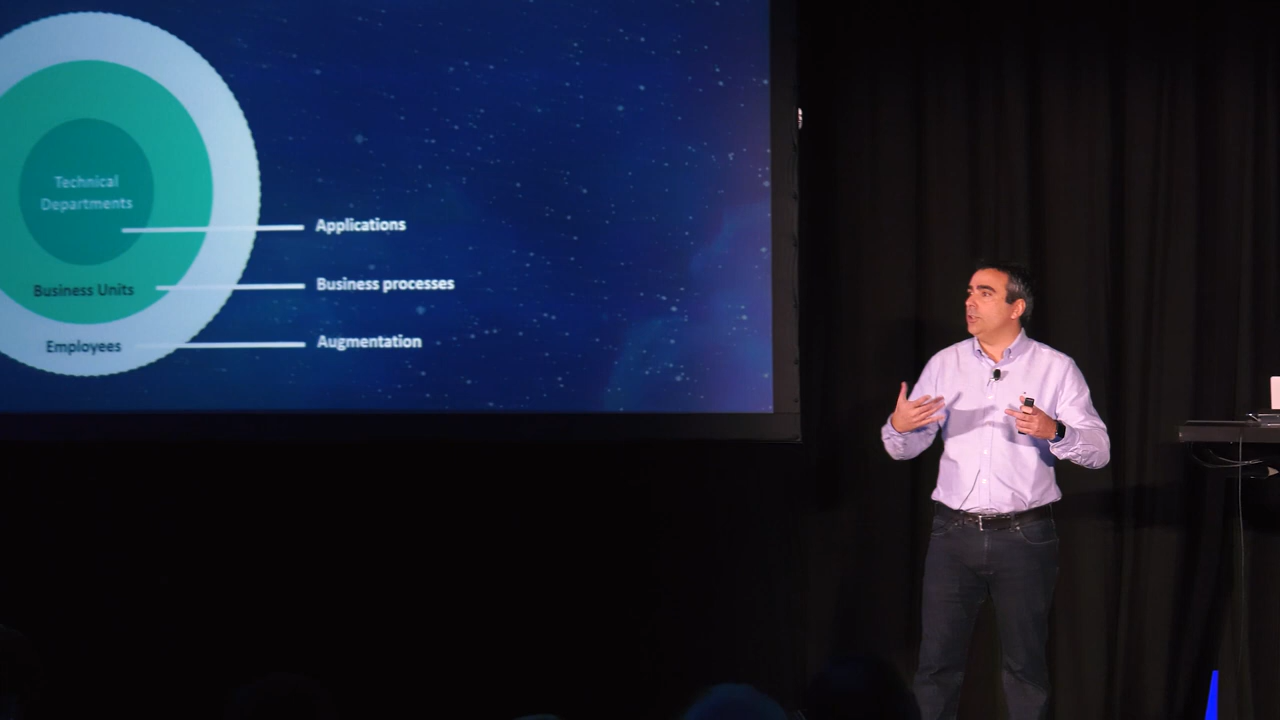 Technical
Departments
Applications
Business Units
Business processes
Employees
Augmentation